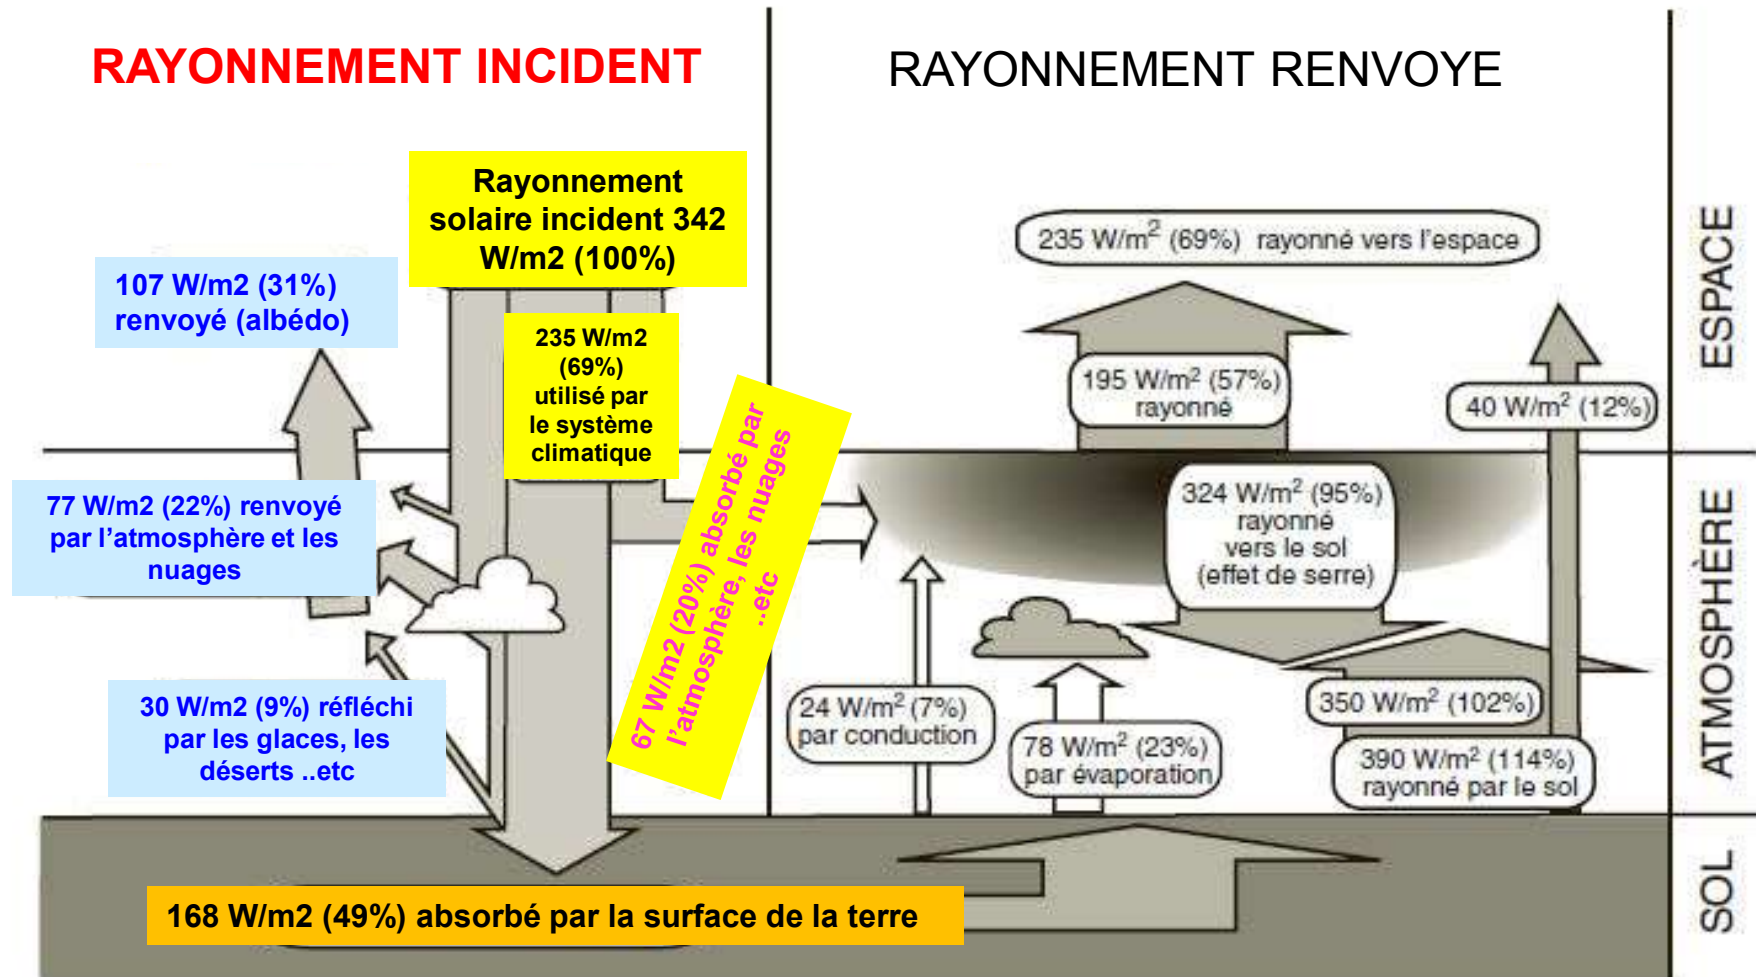 RAYONNEMENT INCIDENT
RAYONNEMENT RENVOYE
Rayonnement
solaire incident 342
W/m2 (100%)
107 W/m2 (31%)
renvoyé (albédo)
235 W/m2
(69%)
utilisé par
le système
climatique
77 W/m2 (22%) renvoyé
par l'atmosphère et les
nuages
67 W/m2 (20%) absorbé par
l'atmosphère, les nuages
..etc
30 W/m2 (9%) réfléchi
par les glaces, les
déserts ..etc
168 W/m2 (49%) absorbé par la surface de la terre
235 W/m² (69%) rayonné vers l'espace
195 W/m² (57%)
rayonné
40 W/m² (12%)
324 W/m² (95%)
rayonné
vers le sol
(effet de serre)
24 W/m² (7%)
par conduction
78 W/m² (23%)
par évaporation
350 W/m² (102%)
390 W/m² (114%)
rayonné par le sol
ESPACE
ATMOSPHÈRE
SOL